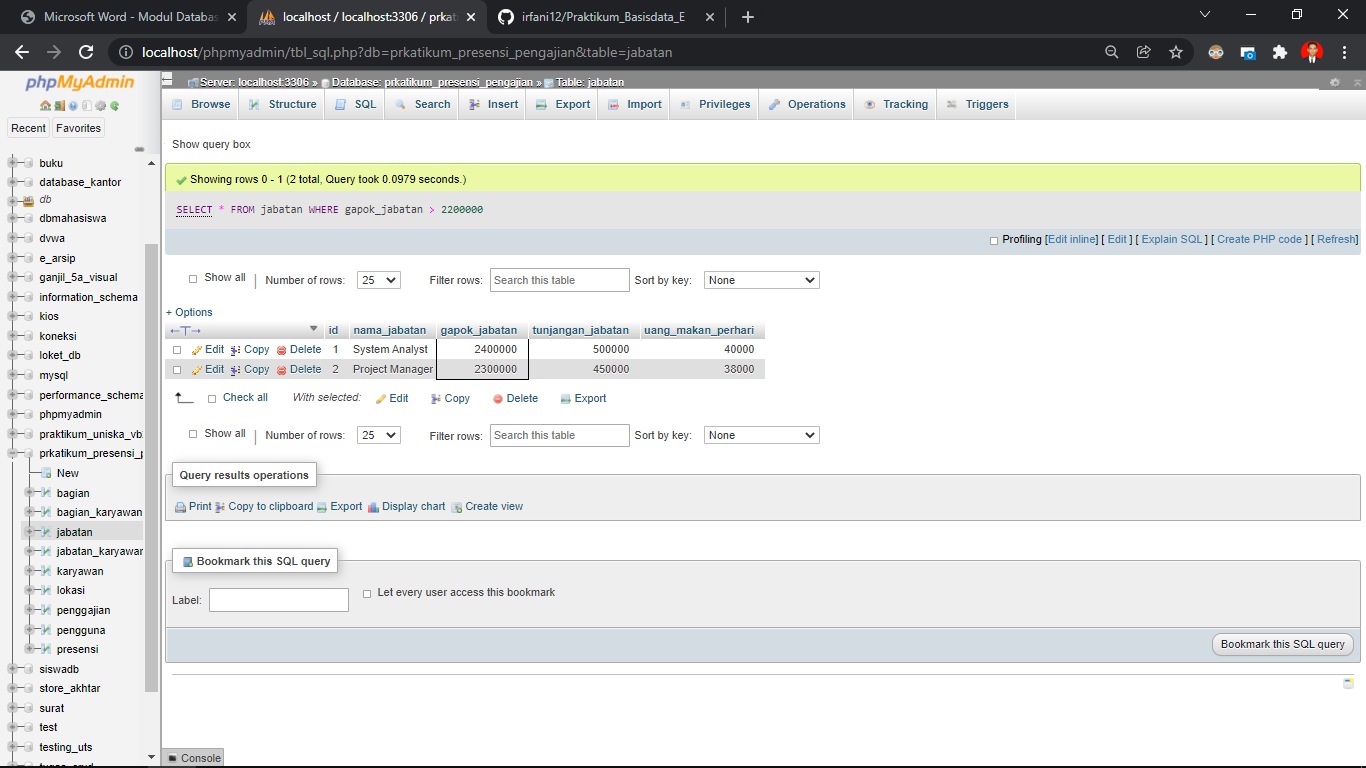 Microsoft Word - Modul Databas
localhost / localhost:3306 / prkati
irfani12/Praktikum_Basisdata_E
localhost/phpmyadmin/tbl_sql.php?db=prkatikum_presensi_pengajian&table=jabatan
phpMyAdmin
Recent Favorites
buku
database_kantor
db
dbmahasiswa
dvwa
e_arsip
ganjil_5a_visual
information_schema
kios
koneksi
loket_db
mysql
performance_schema
phpmyadmin
praktikum_uniska_vb
prkatikum_presensi_p
New
bagian
bagian_karyawan
jabatan
jabatan_karyawan
karyawan
lokasi
penggajian
pengguna
presensi
siswadb
store_akhtar
surat
test
testing_uts
Server: localhost:3306 » Database: prkatikum_presensi_pengajian » Table: jabatan
Browse Structure SQL Search Insert Export Import Privileges Operations Tracking Triggers
Show query box
Showing rows 0 - 1 (2 total, Query took 0.0979 seconds.)
SELECT * FROM jabatan WHERE gapok_jabatan > 2200000
Profiling [Edit inline] [ Edit ] [ Explain SQL ] [ Create PHP code ] [ Refresh]
Show all | Number of rows: 25 Filter rows: Search this table Sort by key: None
+ Options
←T→ id nama_jabatan gapok_jabatan tunjangan_jabatan uang_makan_perhari
Edit Copy Delete 1 System Analyst 2400000 500000 40000
Edit Copy Delete 2 Project Manager 2300000 450000 38000
Check all With selected: Edit Copy Delete Export
Show all | Number of rows: 25 Filter rows: Search this table Sort by key: None
Query results operations
Print Copy to clipboard Export Display chart Create view
Bookmark this SQL query
Label: Let every user access this bookmark
Bookmark this SQL query
Console